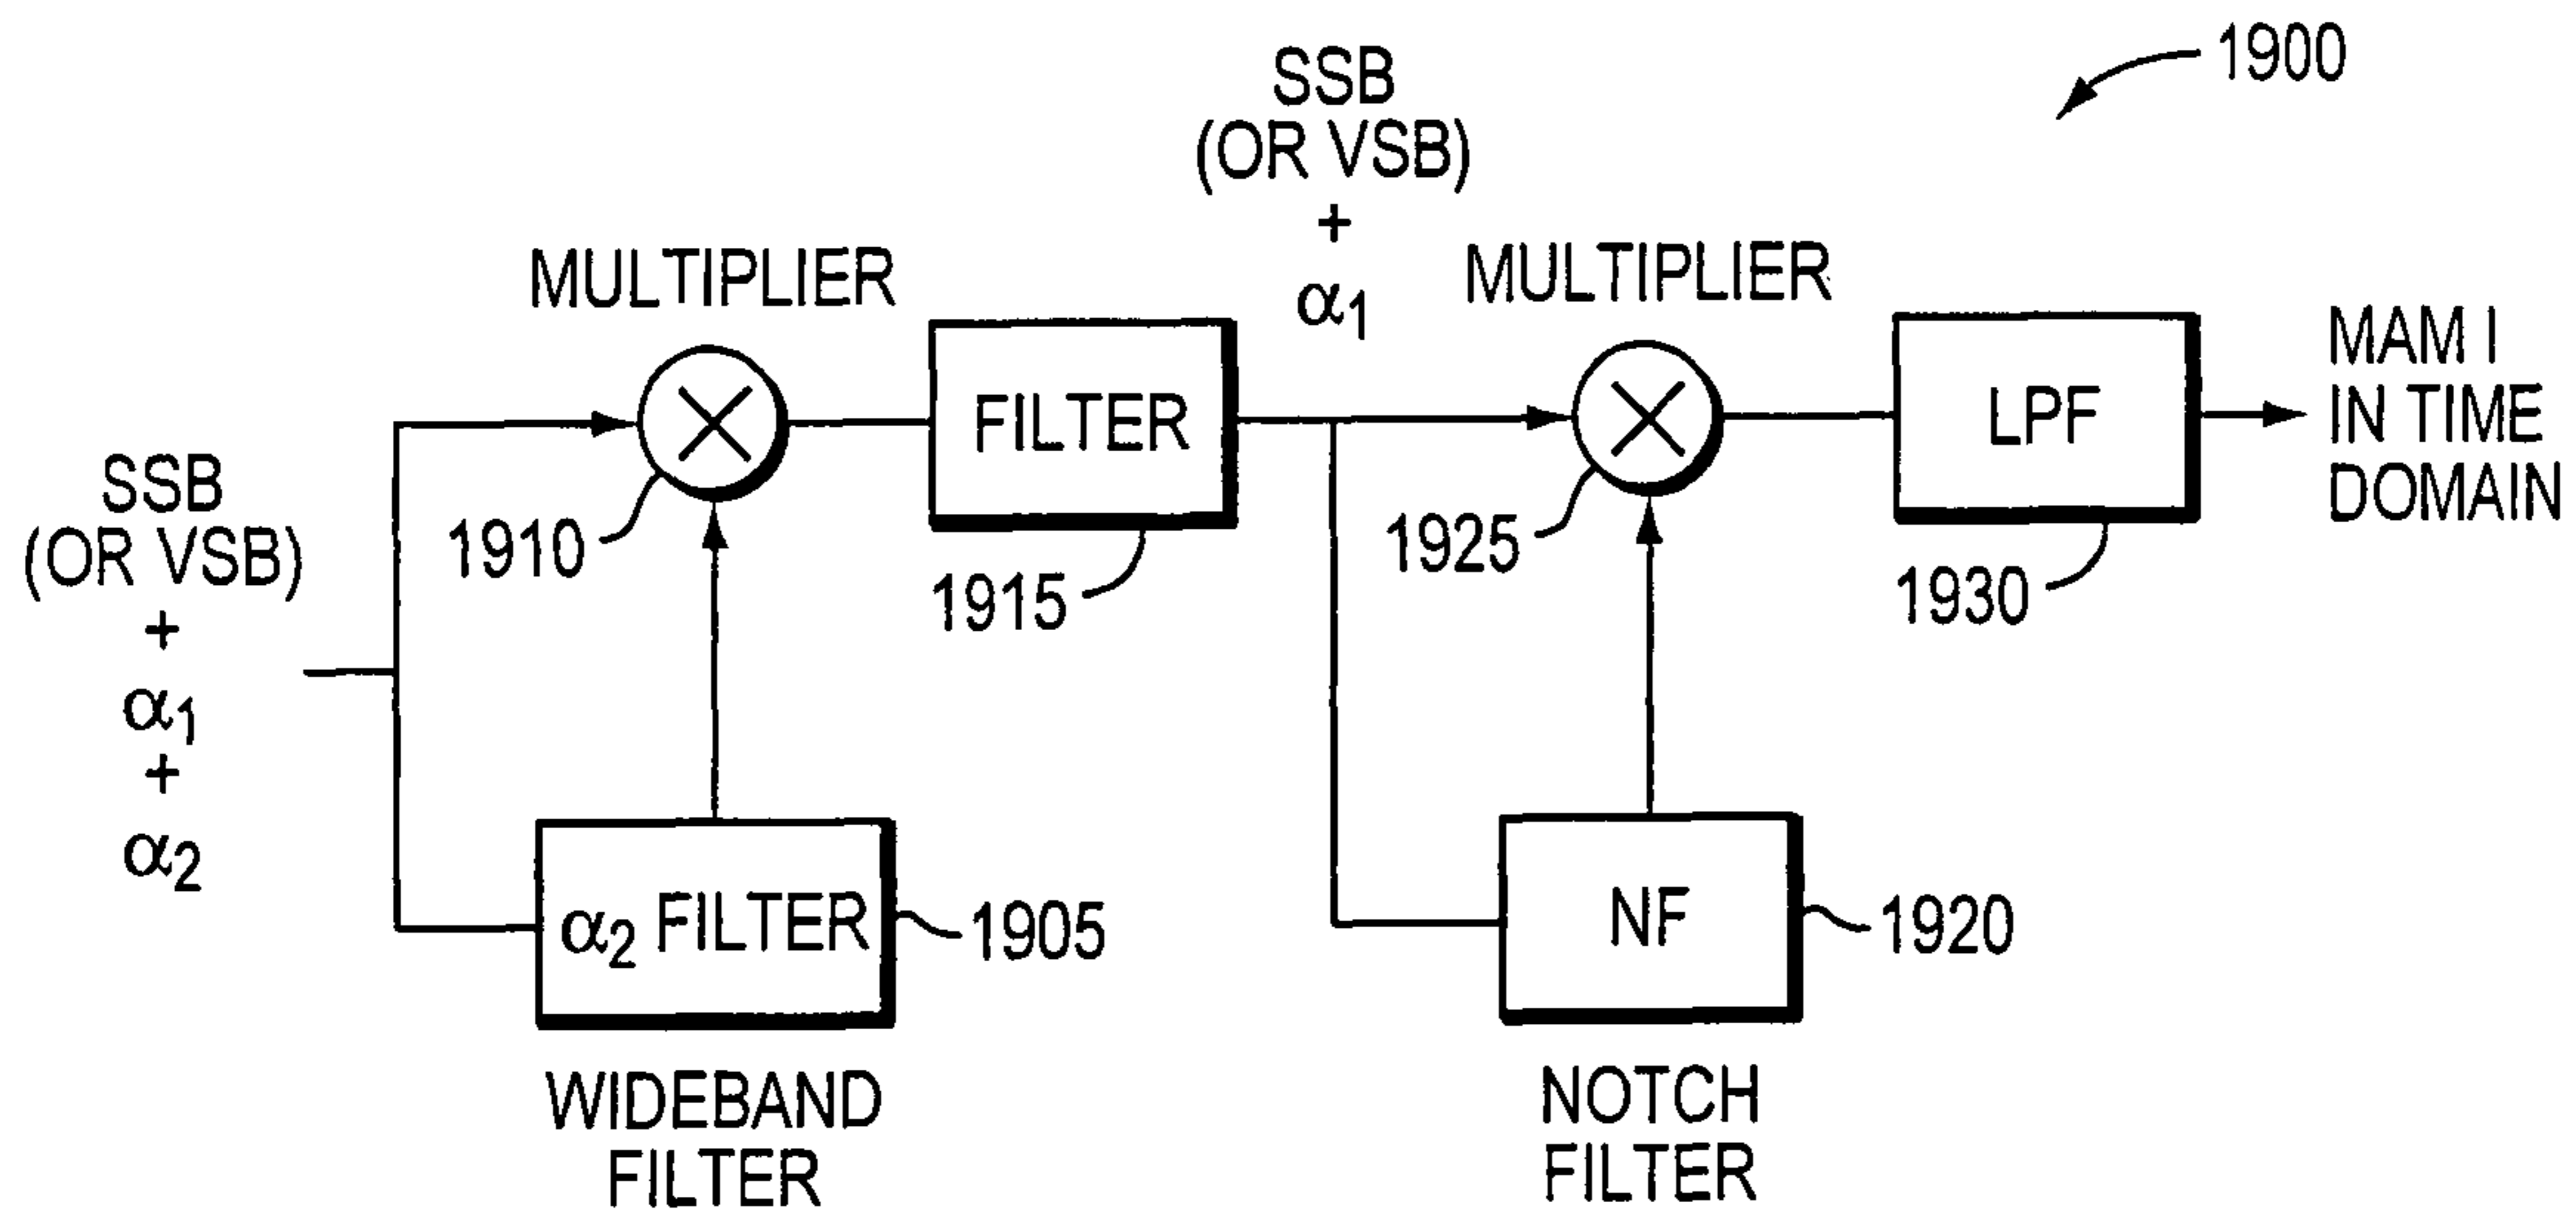 1900
SSB
(OR VSB)
+
α1
MULTIPLIER
MULTIPLIER
FILTER
LPF
MAM I
IN TIME
DOMAIN
SSB
(OR VSB)
+
α1
+
α2
1910
1915
1925
1930
α2 FILTER
1905
NF
1920
WIDEBAND
FILTER
NOTCH
FILTER